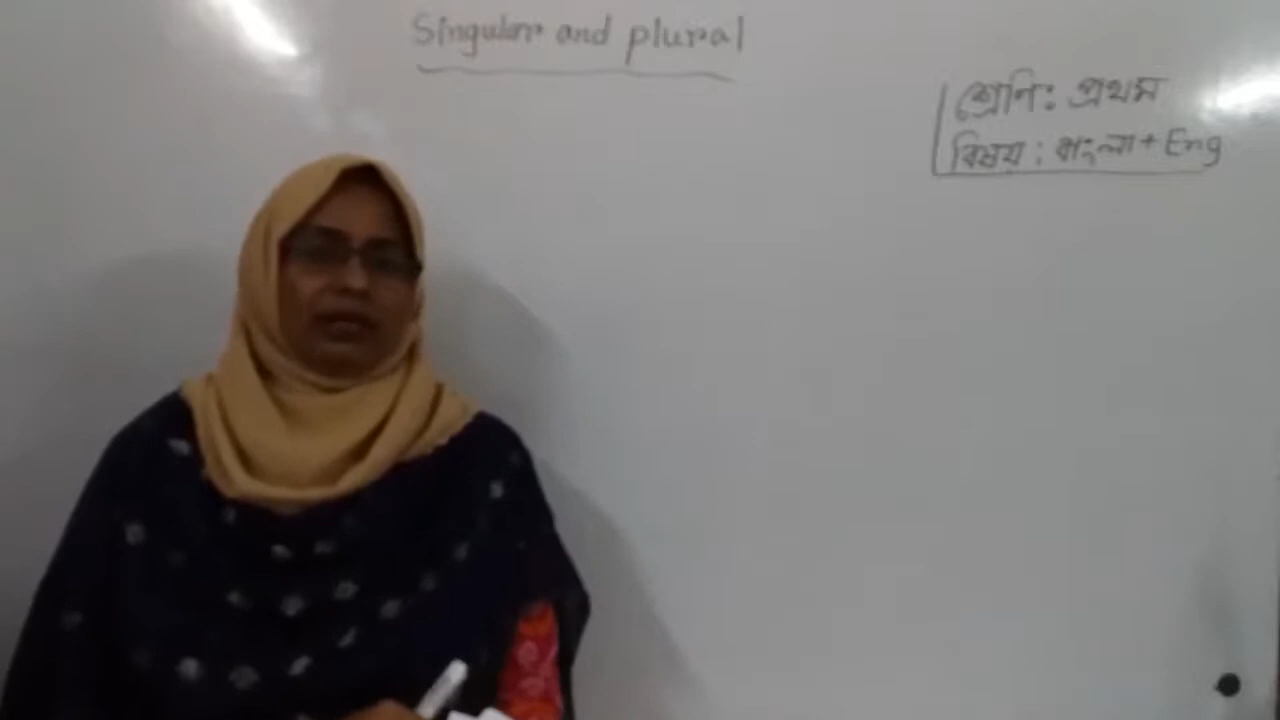 Singular and plural
শ্রেণি: প্রথম
বিষয়: বাংলা + Eng